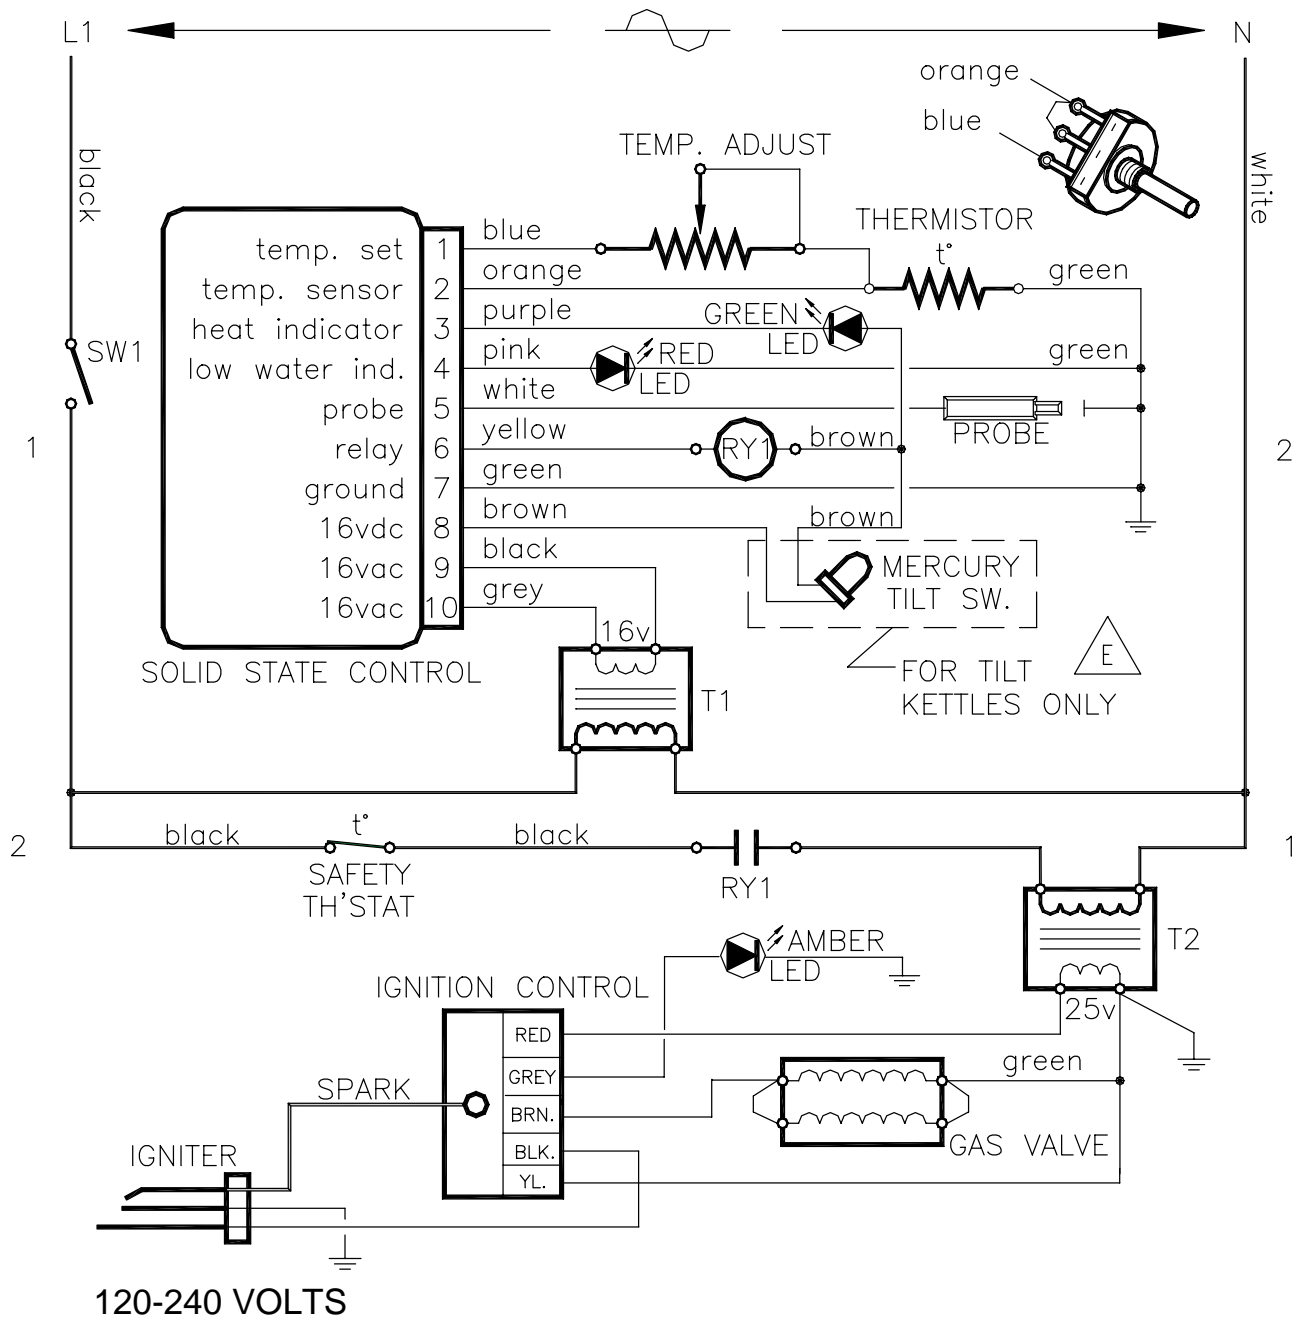 L1
N
orange
blue
black
white
TEMP. ADJUST
THERMISTOR
t°
temp. set 1 blue
temp. sensor 2 orange
green
heat indicator 3 purple
GREEN
LED
low water ind. 4 pink
RED
LED
green
probe 5 white
PROBE
relay 6 yellow
RY1
brown
ground 7 green
16vdc 8 brown
brown
16vac 9 black
16vac 10 grey
SW1
1
2
MERCURY
TILT SW.
FOR TILT
KETTLES ONLY
E
SOLID STATE CONTROL
16v
T1
2
1
black
t°
SAFETY
TH'STAT
black
RY1
T2
25v
AMBER
LED
IGNITION CONTROL
RED
GREY
BRN.
BLK.
YL.
SPARK
IGNITER
green
GAS VALVE
120-240 VOLTS